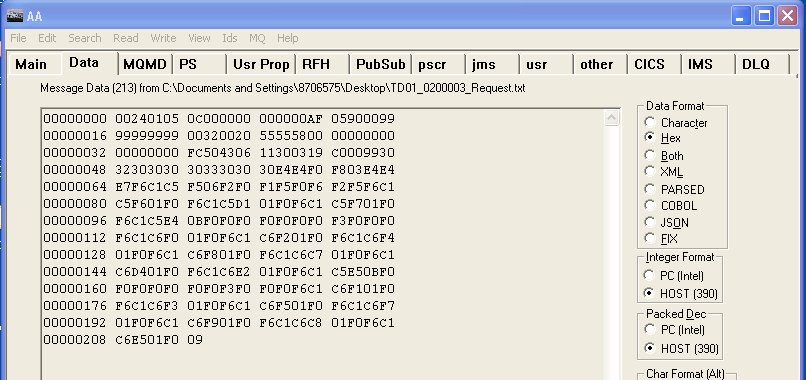 AA
File Edit Search Read Write View Ids MQ Help
Main Data MQMD PS Usr Prop RFH PubSub pscr jms usr other CICS IMS DLQ
Message Data (213) from C:\Documents and Settings\8706575\Desktop\TD01_0200003_Request.txt
00000000 00240105 0C000000 000000AF 05900099
00000016 99999999 00320020 55555800 00000000
00000032 00000000 FC504306 11300319 C0009930
00000048 32303030 30333030 30E4E4F0 F803E4E4
00000064 E7F6C1C5 F506F2F0 F1F5F0F6 F2F5F6C1
00000080 C5F601F0 F6C1C5D1 01F0F6C1 C5F701F0
00000096 F6C1C5E4 0BF0F0F0 F0F0F0F0 F3F0F0F0
00000112 F6C1C6F0 01F0F6C1 C6F201F0 F6C1C6F4
00000128 01F0F6C1 C6F801F0 F6C1C6C7 01F0F6C1
00000144 C6D401F0 F6C1C6E2 01F0F6C1 C5E50BF0
00000160 F0F0F0F0 F0F0F3F0 F0F0F6C1 C6F101F0
00000176 F6C1C6F3 01F0F6C1 C6F501F0 F6C1C6F7
00000192 01F0F6C1 C6F901F0 F6C1C6C8 01F0F6C1
00000208 C6E501F0 09
Data Format
Character
Hex
Both
XML
PARSED
COBOL
JSON
FIX
Integer Format
PC (Intel)
HOST (390)
Packed Dec
PC (Intel)
HOST (390)
Char Format (Alt)